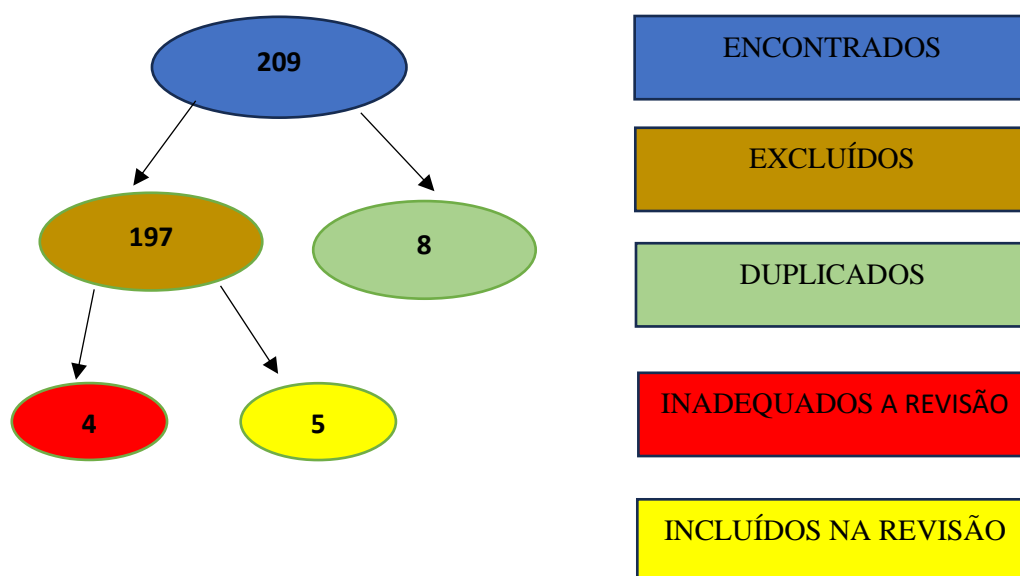 209
ENCONTRADOS
EXCLUÍDOS
197
8
DUPLICADOS
4
5
INADEQUADOS A REVISÃO
INCLUÍDOS NA REVISÃO